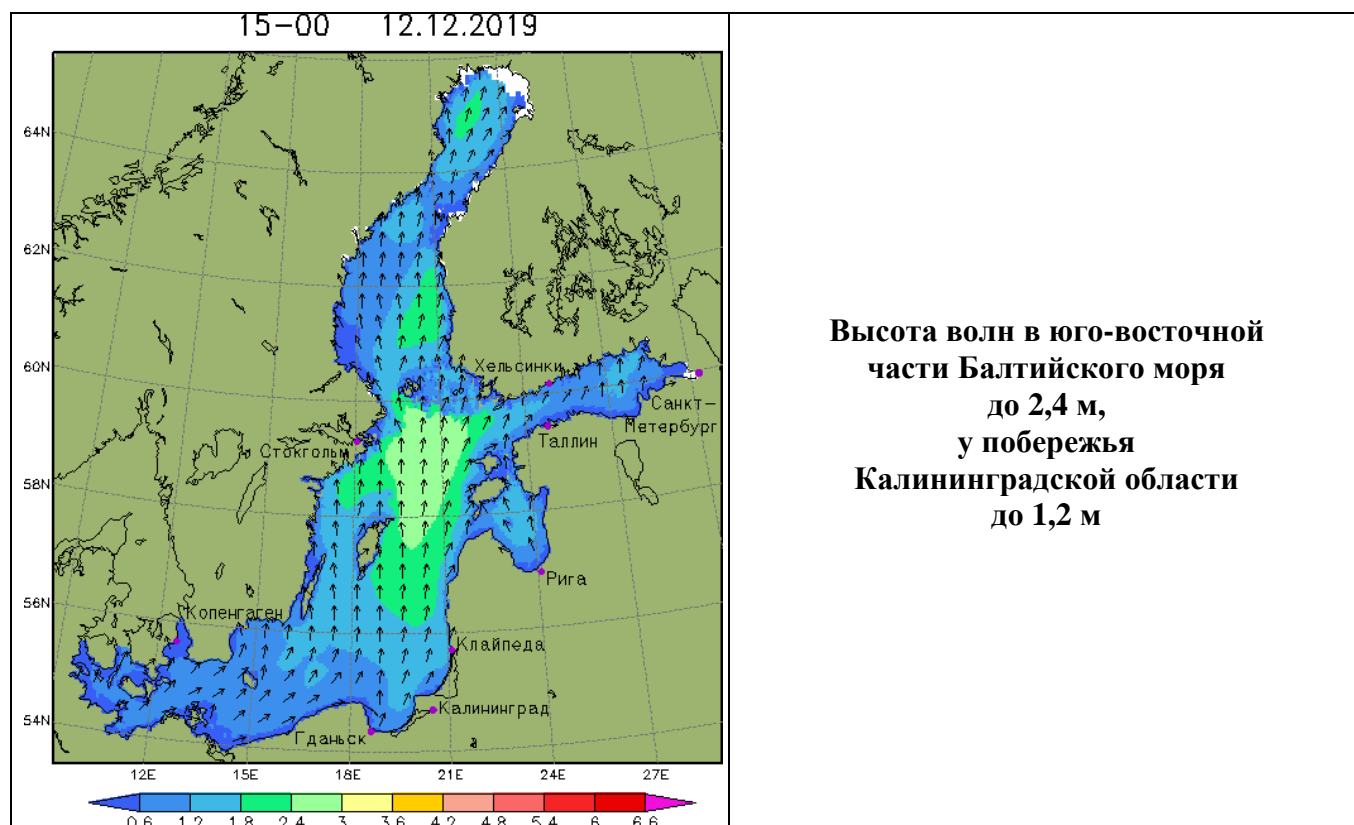 15-00 12.12.2019
64N
62N
60N
58N
56N
54N
Хельсинки
Санкт-
Петербург
Таллин
Стокгольм
Рига
Копенгаген
Клайпеда
Калининград
Гданьск
12E 15E 18E 21E 24E 27E
0.6 1.2 1.8 2.4 3 3.6 4.2 4.8 5.4 6 6.6
Высота волн в юго-восточной
части Балтийского моря
до 2,4 м,
у побережья
Калининградской области
до 1,2 м